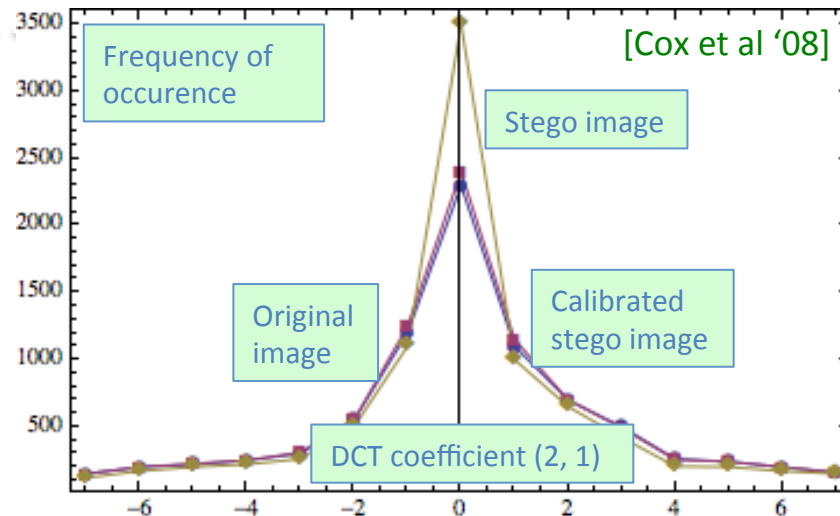 3500
3000
2500
2000
1500
1000
500
Frequency of
occurence
[Cox et al ‘08]
Stego image
Original
image
Calibrated
stego image
DCT coefficient (2, 1)
−6
−4
−2
0
2
4
6